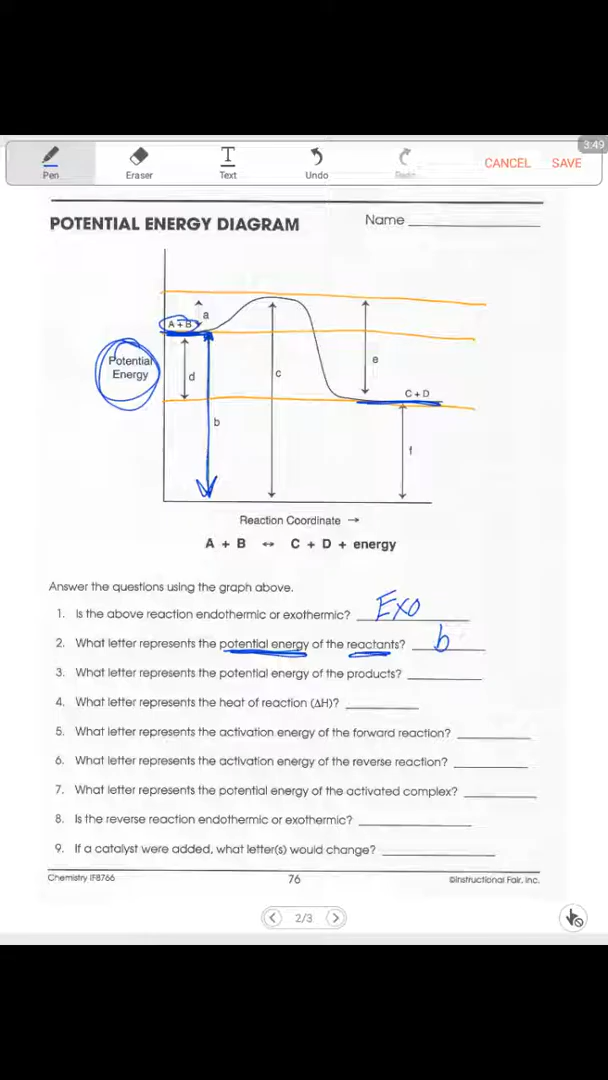 3:49
Pen Eraser Text Undo Redo CANCEL SAVE
POTENTIAL ENERGY DIAGRAM Name
a
A + B
Potential
Energy
d
b
c
e
C + D
f
Reaction Coordinate →
A + B ↔ C + D + energy
Answer the questions using the graph above.
1. Is the above reaction endothermic or exothermic? Exo
2. What letter represents the potential energy of the reactants? b
3. What letter represents the potential energy of the products?
4. What letter represents the heat of reaction (ΔH)?
5. What letter represents the activation energy of the forward reaction?
6. What letter represents the activation energy of the reverse reaction?
7. What letter represents the potential energy of the activated complex?
8. Is the reverse reaction endothermic or exothermic?
9. If a catalyst were added, what letter(s) would change?
Chemistry IF8766 76 ©Instructional Fair, Inc.
2/3